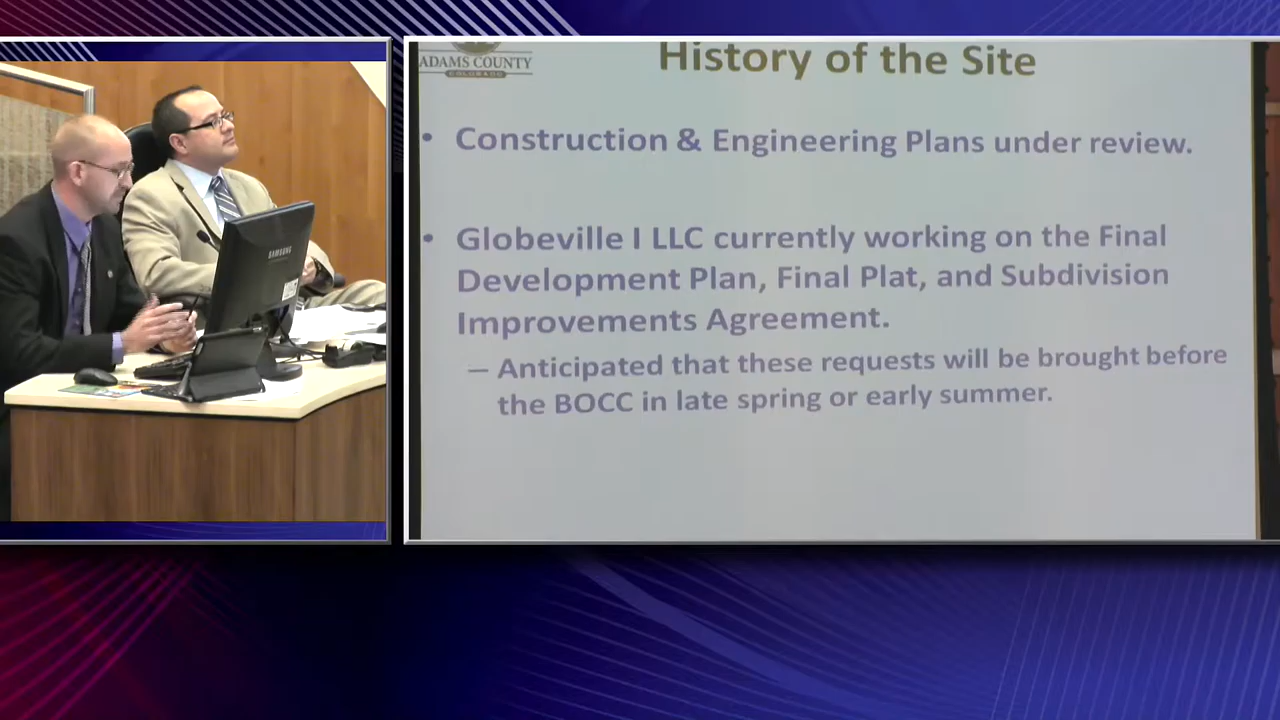 ADAMS COUNTY
COLORADO
History of the Site
• Construction & Engineering Plans under review.
• Globeville I LLC currently working on the Final
Development Plan, Final Plat, and Subdivision
Improvements Agreement.
— Anticipated that these requests will be brought before
the BOCC in late spring or early summer.
SAMSUNG